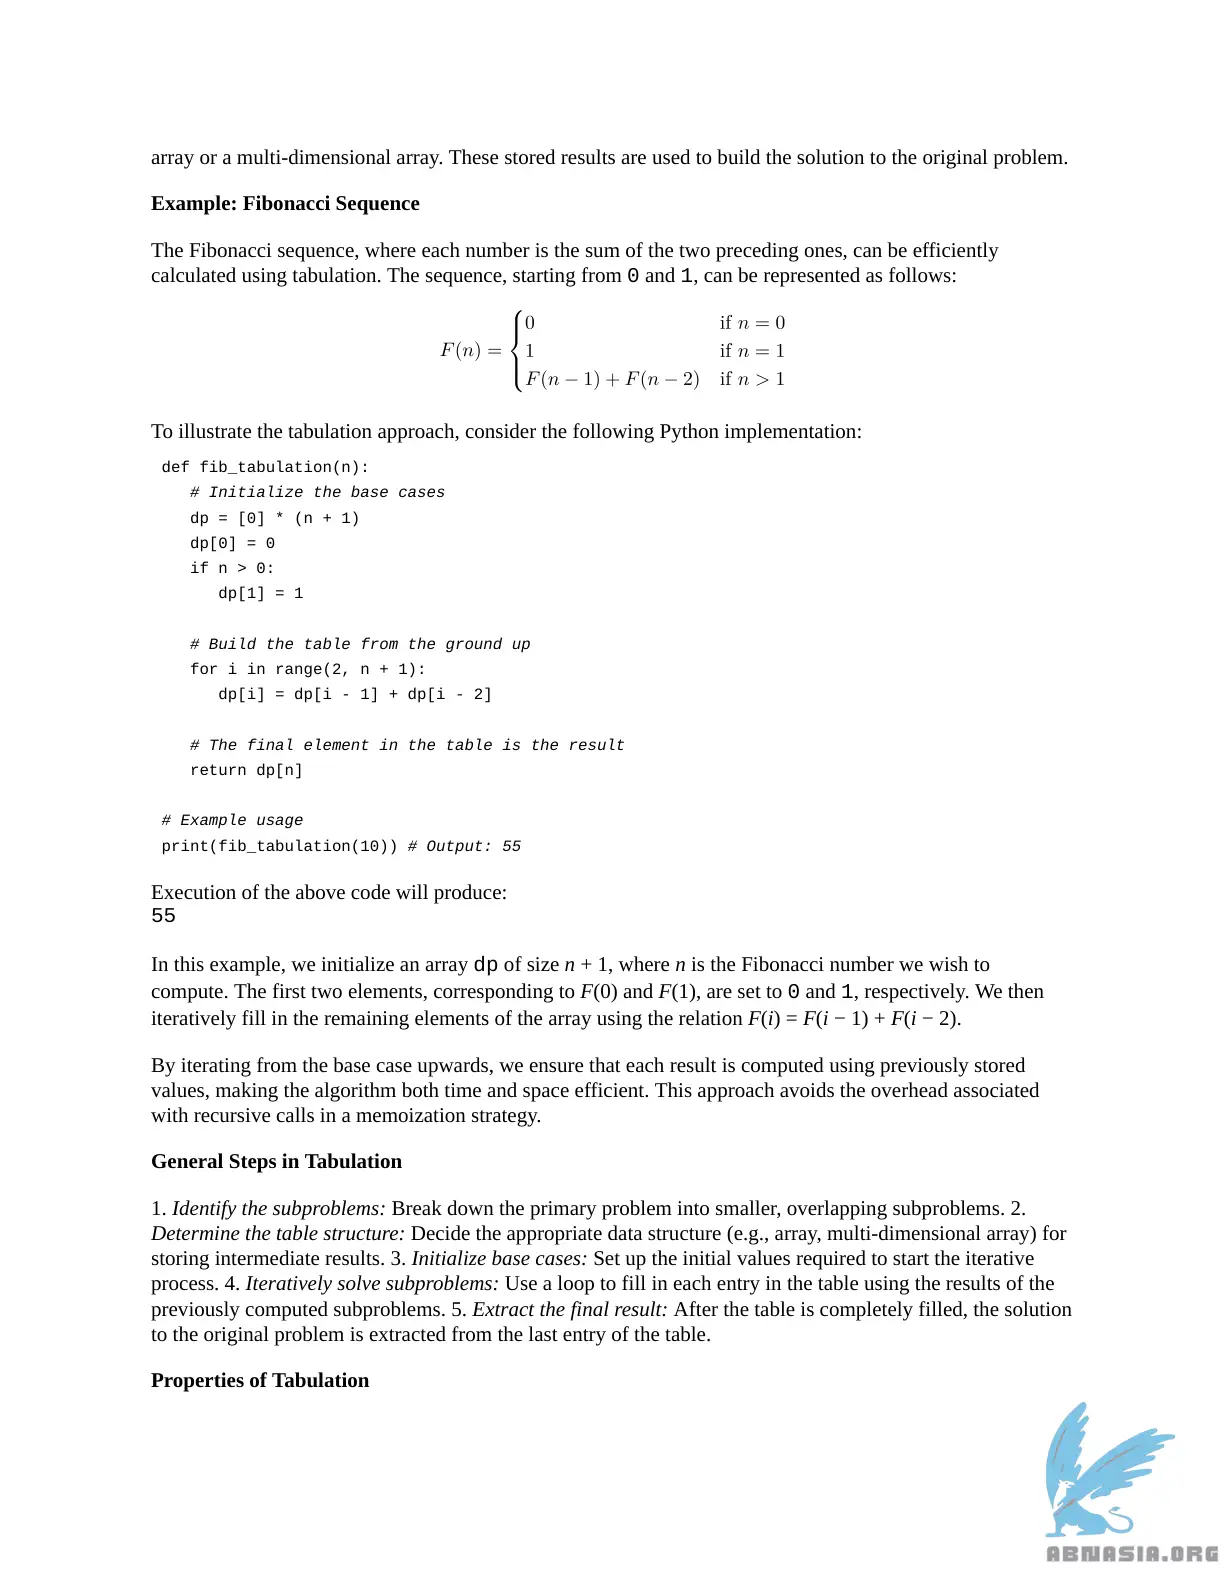 array or a multi-dimensional array. These stored results are used to build the solution to the original problem.
Example: Fibonacci Sequence
The Fibonacci sequence, where each number is the sum of the two preceding ones, can be efficiently
calculated using tabulation. The sequence, starting from 0 and 1, can be represented as follows:
0 if n = 0
F(n) = { 1 if n = 1
F(n − 1) + F(n − 2) if n > 1
To illustrate the tabulation approach, consider the following Python implementation:
def fib_tabulation(n):
   # Initialize the base cases
   dp = [0] * (n + 1)
   dp[0] = 0
   if n > 0:
      dp[1] = 1
   # Build the table from the ground up
   for i in range(2, n + 1):
      dp[i] = dp[i - 1] + dp[i - 2]
   # The final element in the table is the result
   return dp[n]
# Example usage
print(fib_tabulation(10)) # Output: 55
Execution of the above code will produce:
55
In this example, we initialize an array dp of size n + 1, where n is the Fibonacci number we wish to
compute. The first two elements, corresponding to F(0) and F(1), are set to 0 and 1, respectively. We then
iteratively fill in the remaining elements of the array using the relation F(i) = F(i − 1) + F(i − 2).
By iterating from the base case upwards, we ensure that each result is computed using previously stored
values, making the algorithm both time and space efficient. This approach avoids the overhead associated
with recursive calls in a memoization strategy.
General Steps in Tabulation
1. Identify the subproblems: Break down the primary problem into smaller, overlapping subproblems. 2.
Determine the table structure: Decide the appropriate data structure (e.g., array, multi-dimensional array) for
storing intermediate results. 3. Initialize base cases: Set up the initial values required to start the iterative
process. 4. Iteratively solve subproblems: Use a loop to fill in each entry in the table using the results of the
previously computed subproblems. 5. Extract the final result: After the table is completely filled, the solution
to the original problem is extracted from the last entry of the table.
Properties of Tabulation
ABNASIA.ORG